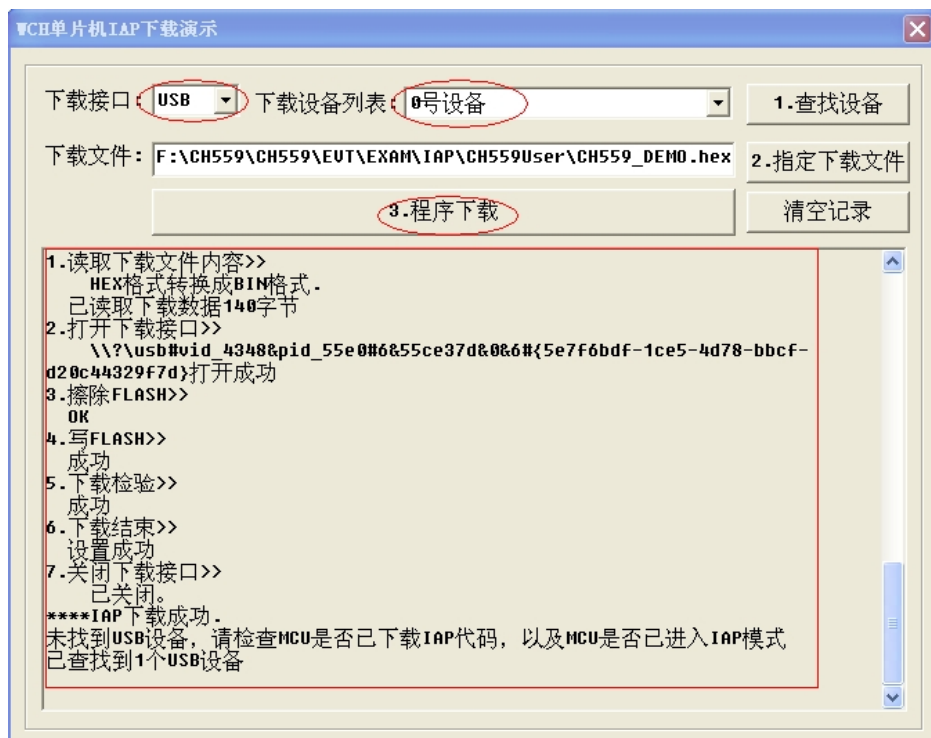 WCH单片机IAP下载演示
下载接口: USB 下载设备列表: 0号设备 1.查找设备
下载文件: F:\CH559\CH559\EVT\EXAM\IAP\CH559User\CH559_DEMO.hex 2.指定下载文件
3.程序下载 清空记录
1.读取下载文件内容>>
HEX格式转换成BIN格式.
已读取下载数据140字节
2.打开下载接口>>
\\?\usb#vid_4348&pid_55e0#6&55ce37d&0&6#{5e7f6bdf-1ce5-4d78-bbcf-
d20c44329f7d}打开成功
3.擦除FLASH>>
OK
4.写FLASH>>
成功
5.下载检验>>
成功
6.下载结束>>
设置成功
7.关闭下载接口>>
已关闭。
****IAP下载成功.
未找到USB设备, 请检查MCU是否已下载IAP代码, 以及MCU是否已进入IAP模式
已查找到1个USB设备